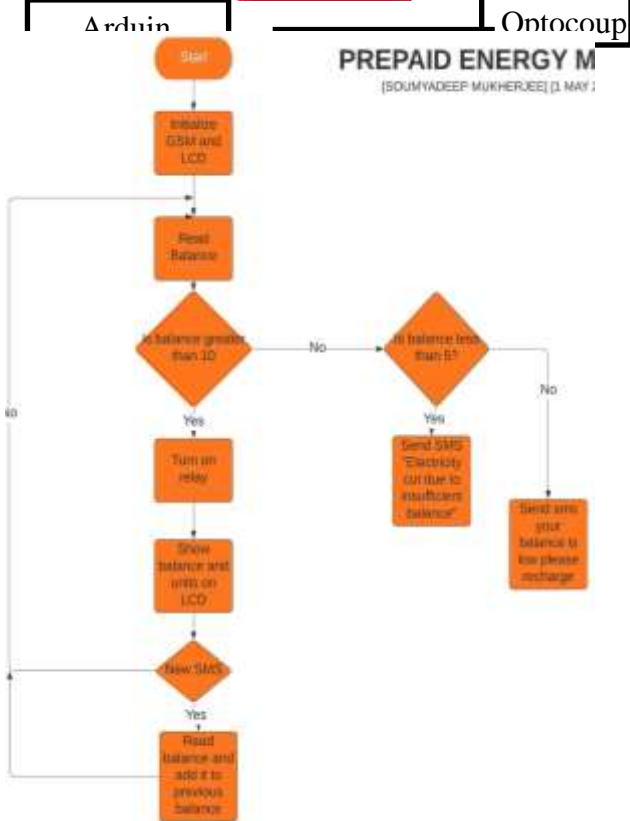 Arduin
Optocoup
Start
PREPAID ENERGY M
[SOUMYADEEP MUKHERJEE] [1 MAY 2
Initialize
GSM and
LCD
Read
Balance
Is balance greater
than 10
No
Is balance less
than 5?
No
Yes
Yes
Turn on
relay
Send SMS
"Electricity
cut due to
insufficient
balance"
Send sms
your
balance is
low please
recharge
Show
balance and
units on
LCD
New SMS
Yes
Read
balance and
add it to
previous
balance